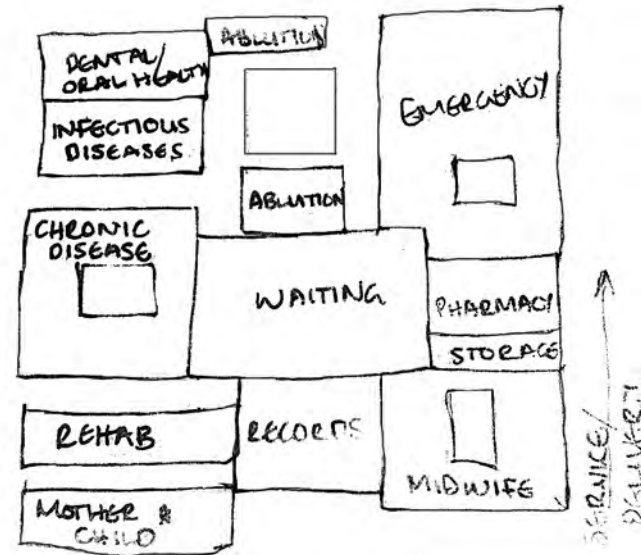 ABLUTION
DENTAL/
ORAL HEALTH
EMERGENCY
INFECTIOUS
DISEASES
ABLUTION
CHRONIC
DISEASE
WAITING
PHARMACY
STORAGE
REHAB
RECORDS
MIDWIFE
MOTHER &
CHILD
SERVICE/
DELIVERY